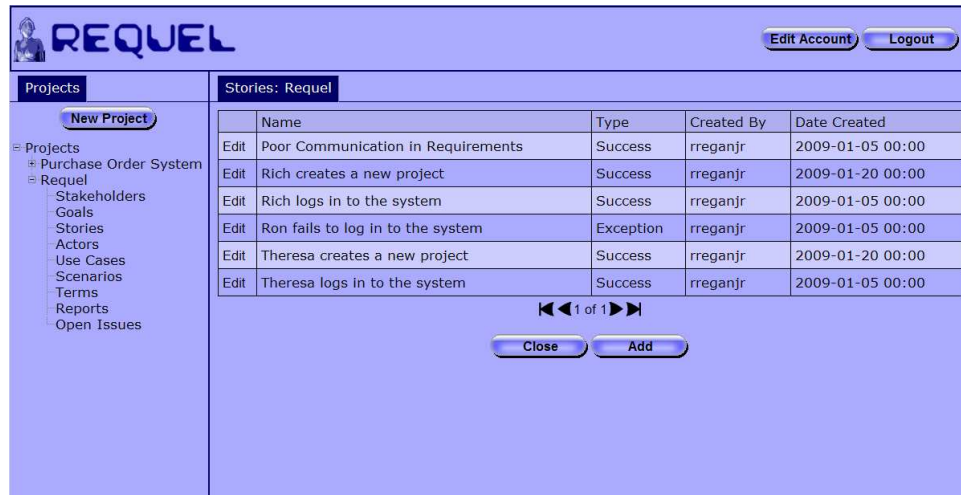 REQUEL
Edit Account Logout
Projects
New Project
Projects
Purchase Order System
Requel
Stakeholders
Goals
Stories
Actors
Use Cases
Scenarios
Terms
Reports
Open Issues
Stories: Requel
Name Type Created By Date Created
Edit Poor Communication in Requirements Success rreganjr 2009-01-05 00:00
Edit Rich creates a new project Success rreganjr 2009-01-20 00:00
Edit Rich logs in to the system Success rreganjr 2009-01-05 00:00
Edit Ron fails to log in to the system Exception rreganjr 2009-01-05 00:00
Edit Theresa creates a new project Success rreganjr 2009-01-20 00:00
Edit Theresa logs in to the system Success rreganjr 2009-01-05 00:00
1 of 1
Close Add